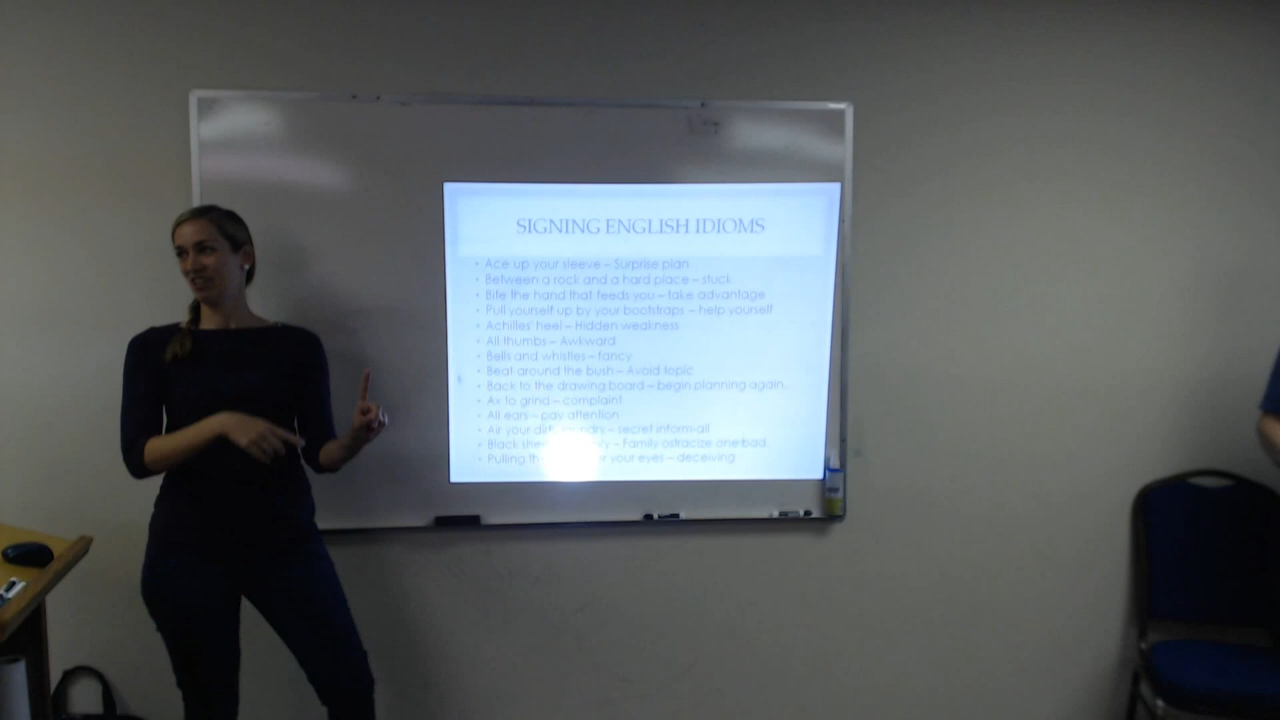 SIGNING ENGLISH IDIOMS
• Ace up your sleeve – Surprise plan
• Between a rock and a hard place – stuck
• Bite the hand that feeds you – take advantage
• Pull yourself up by your bootstraps – help yourself
• Achilles' heel – Hidden weakness
• All thumbs – Awkward
• Bells and whistles – fancy
• Beat around the bush – Avoid topic
• Back to the drawing board – begin planning again.
• Ax to grind – complaint
• All ears – pay attention
• Air your dirty laundry – secret inform-all
• Black – Family ostracize one bad.
• Pulling your eyes – deceiving